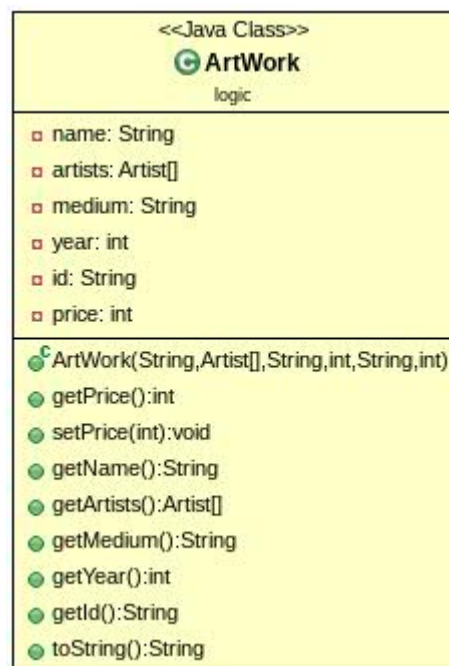 <<Java Class>>
C ArtWork
logic
name: String
artists: Artist[]
medium: String
year: int
id: String
price: int
C ArtWork(String,Artist[],String,int,String,int)
getPrice():int
setPrice(int):void
getName():String
getArtists():Artist[]
getMedium():String
getYear():int
getId():String
toString():String